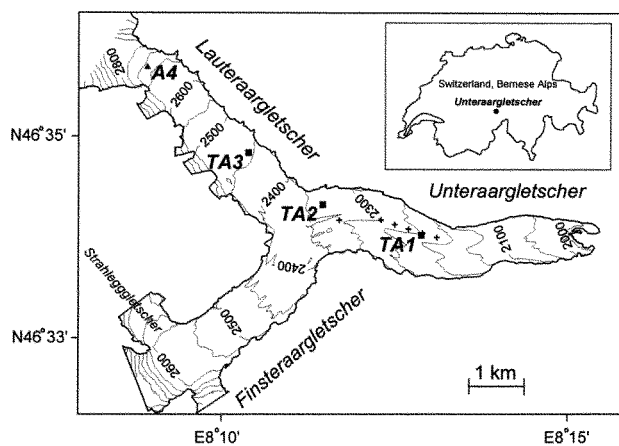 2800
A4
2600
Lauteraargletscher
Switzerland, Bernese Alps
Unteraargletscher
N46°35'
2500
TA3
2400
TA2
2300
Unteraargletscher
TA1
2100
2000
2400
Strahlegggletscher
2500
N46°33'
2600
Finsteraargletscher
1 km
E8°10'
E8°15'